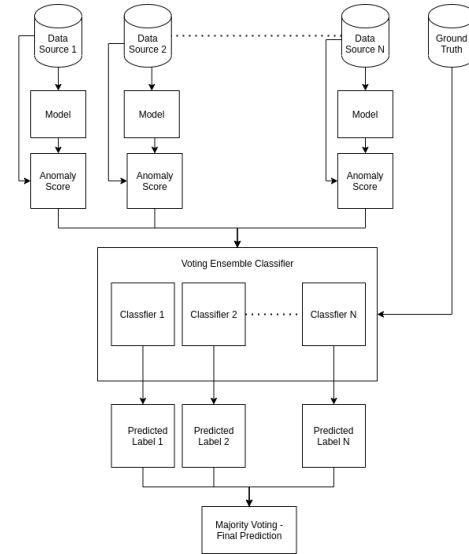 Data
Source 1
Data
Source 2
Data
Source N
Ground
Truth
Model
Model
Model
Anomaly
Score
Anomaly
Score
Anomaly
Score
Voting Ensemble Classifier
Classfier 1
Classifier 2
Classfier N
Predicted
Label 1
Predicted
Label 2
Predicted
Label N
Majority Voting -
Final Prediction